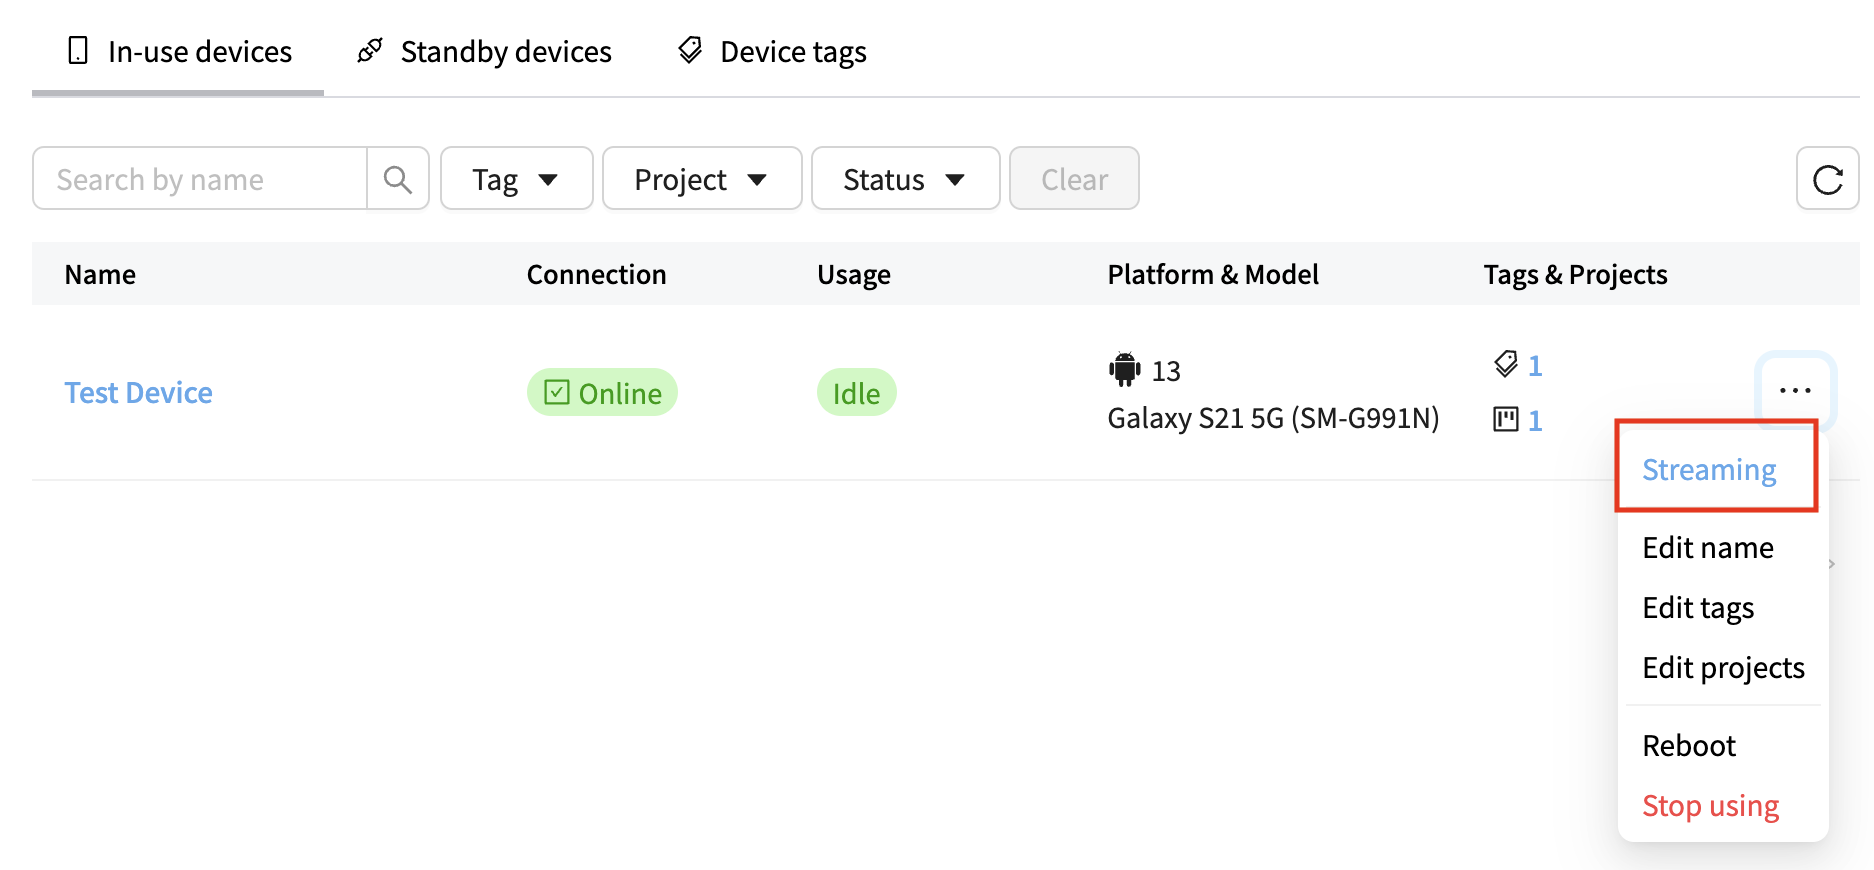 In-use devices
Standby devices
Device tags
Search by name
Tag
Project
Status
Clear
Name
Connection
Usage
Platform & Model
Tags & Projects
Test Device
Online
Idle
13
Galaxy S21 5G (SM-G991N)
1
1
Streaming
Edit name
Edit tags
Edit projects
Reboot
Stop using